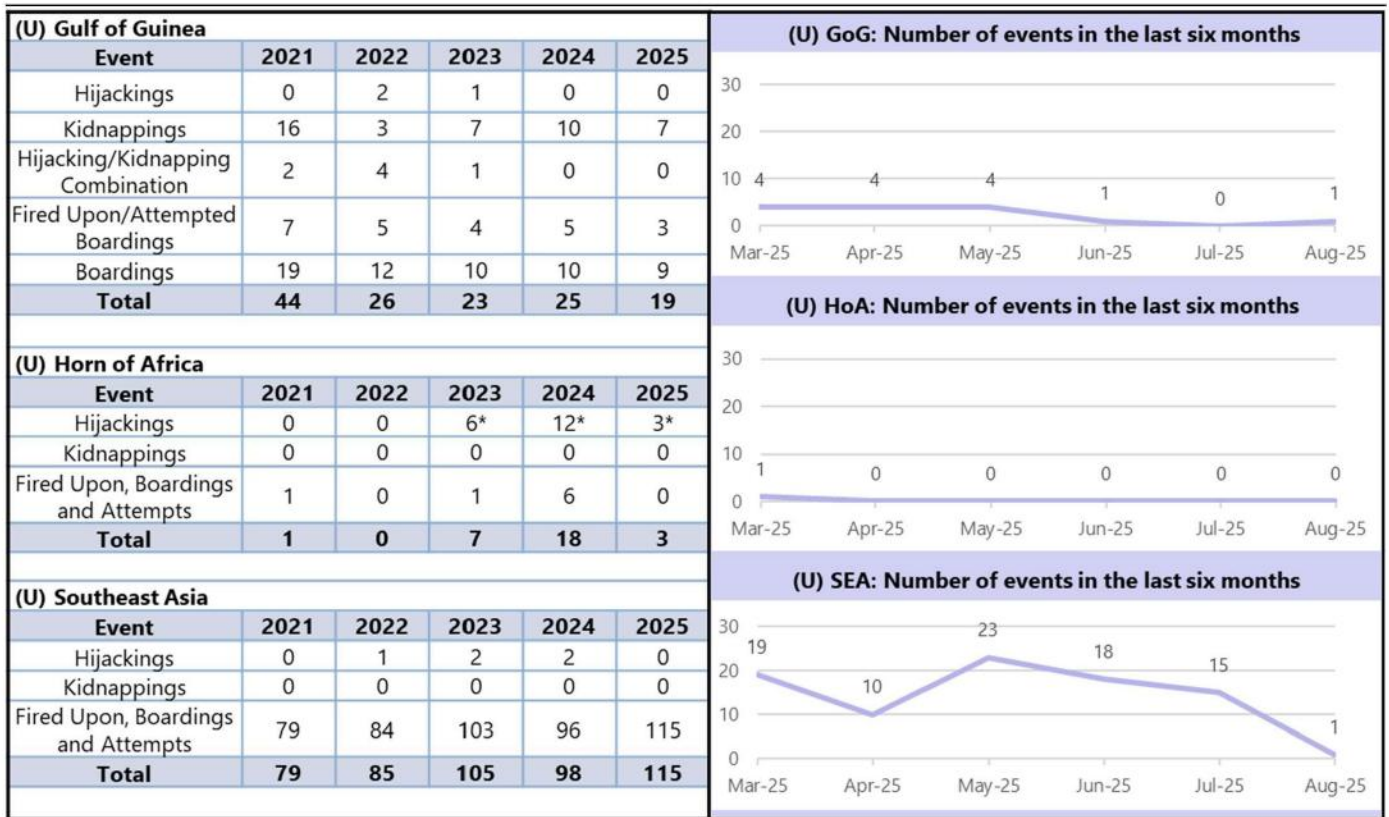 (U) Gulf of Guinea
Event 2021 2022 2023 2024 2025
Hijackings 0 2 1 0 0
Kidnappings 16 3 7 10 7
Hijacking/Kidnapping
Combination 2 4 1 0 0
Fired Upon/Attempted
Boardings 7 5 4 5 3
Boardings 19 12 10 10 9
Total 44 26 23 25 19
(U) Horn of Africa
Event 2021 2022 2023 2024 2025
Hijackings 0 0 6* 12* 3*
Kidnappings 0 0 0 0 0
Fired Upon, Boardings
and Attempts 1 0 1 6 0
Total 1 0 7 18 3
(U) Southeast Asia
Event 2021 2022 2023 2024 2025
Hijackings 0 1 2 2 0
Kidnappings 0 0 0 0 0
Fired Upon, Boardings
and Attempts 79 84 103 96 115
Total 79 85 105 98 115
(U) GoG: Number of events in the last six months
30
20
10
0
4 4 4 1 0 1
Mar-25 Apr-25 May-25 Jun-25 Jul-25 Aug-25
(U) HoA: Number of events in the last six months
30
20
10
0
1 0 0 0 0 0
Mar-25 Apr-25 May-25 Jun-25 Jul-25 Aug-25
(U) SEA: Number of events in the last six months
30
20
10
0
19 10 23 18 15 1
Mar-25 Apr-25 May-25 Jun-25 Jul-25 Aug-25